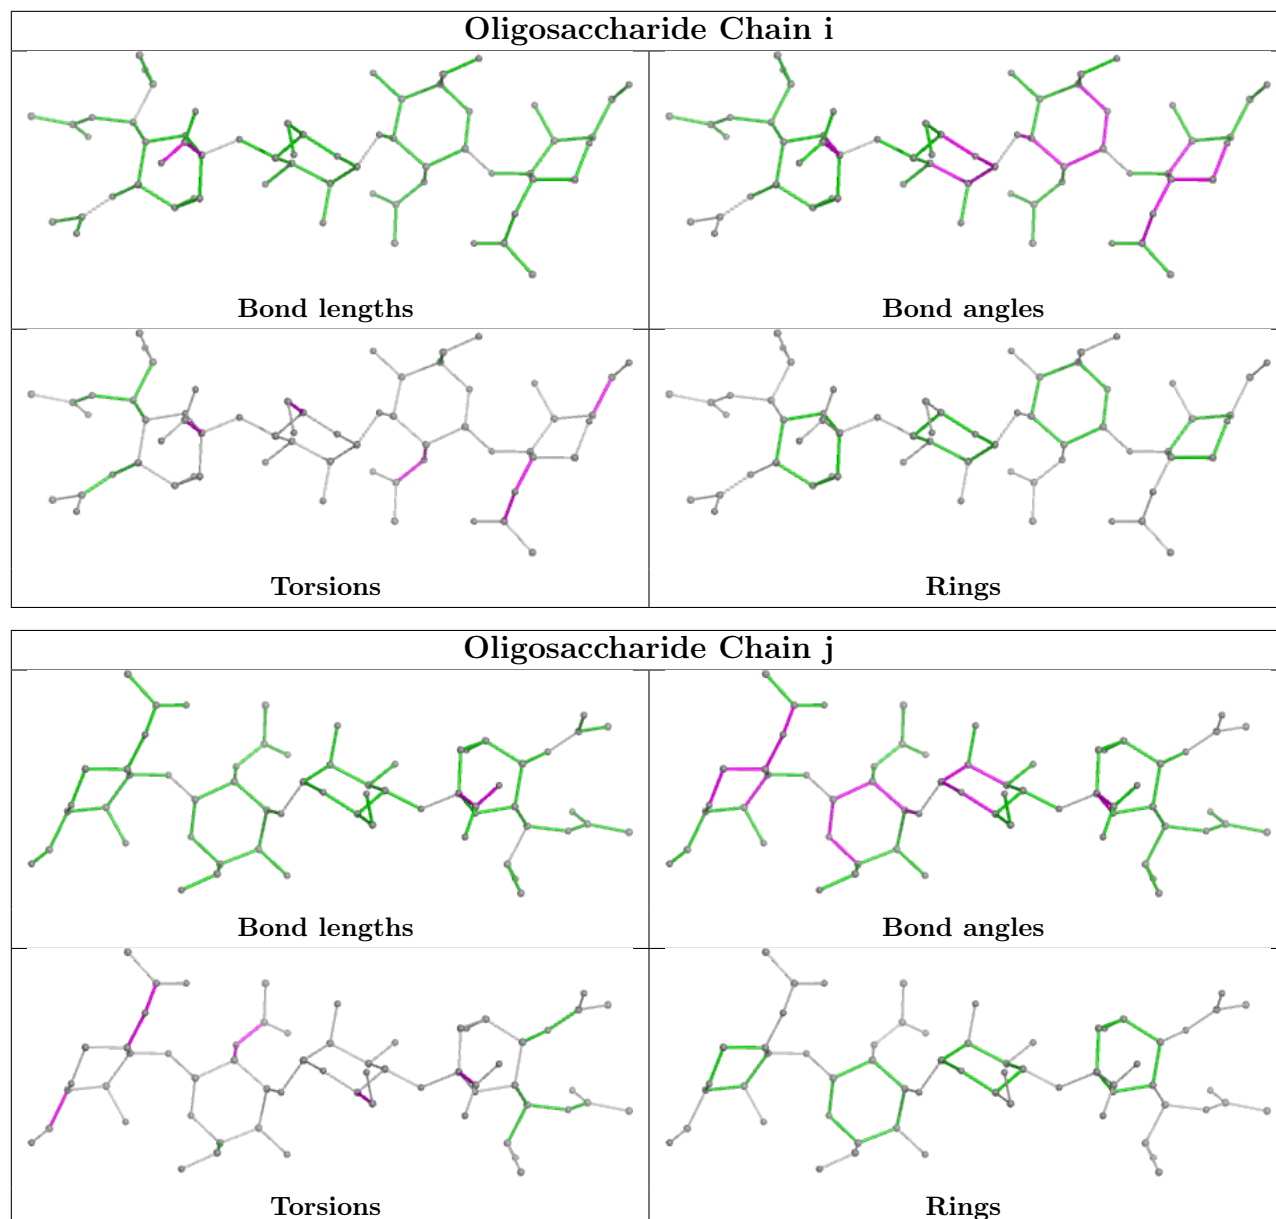 Oligosaccharide Chain i
Bond lengths
Bond angles
Torsions
Rings
Oligosaccharide Chain j
Bond lengths
Bond angles
Torsions
Rings